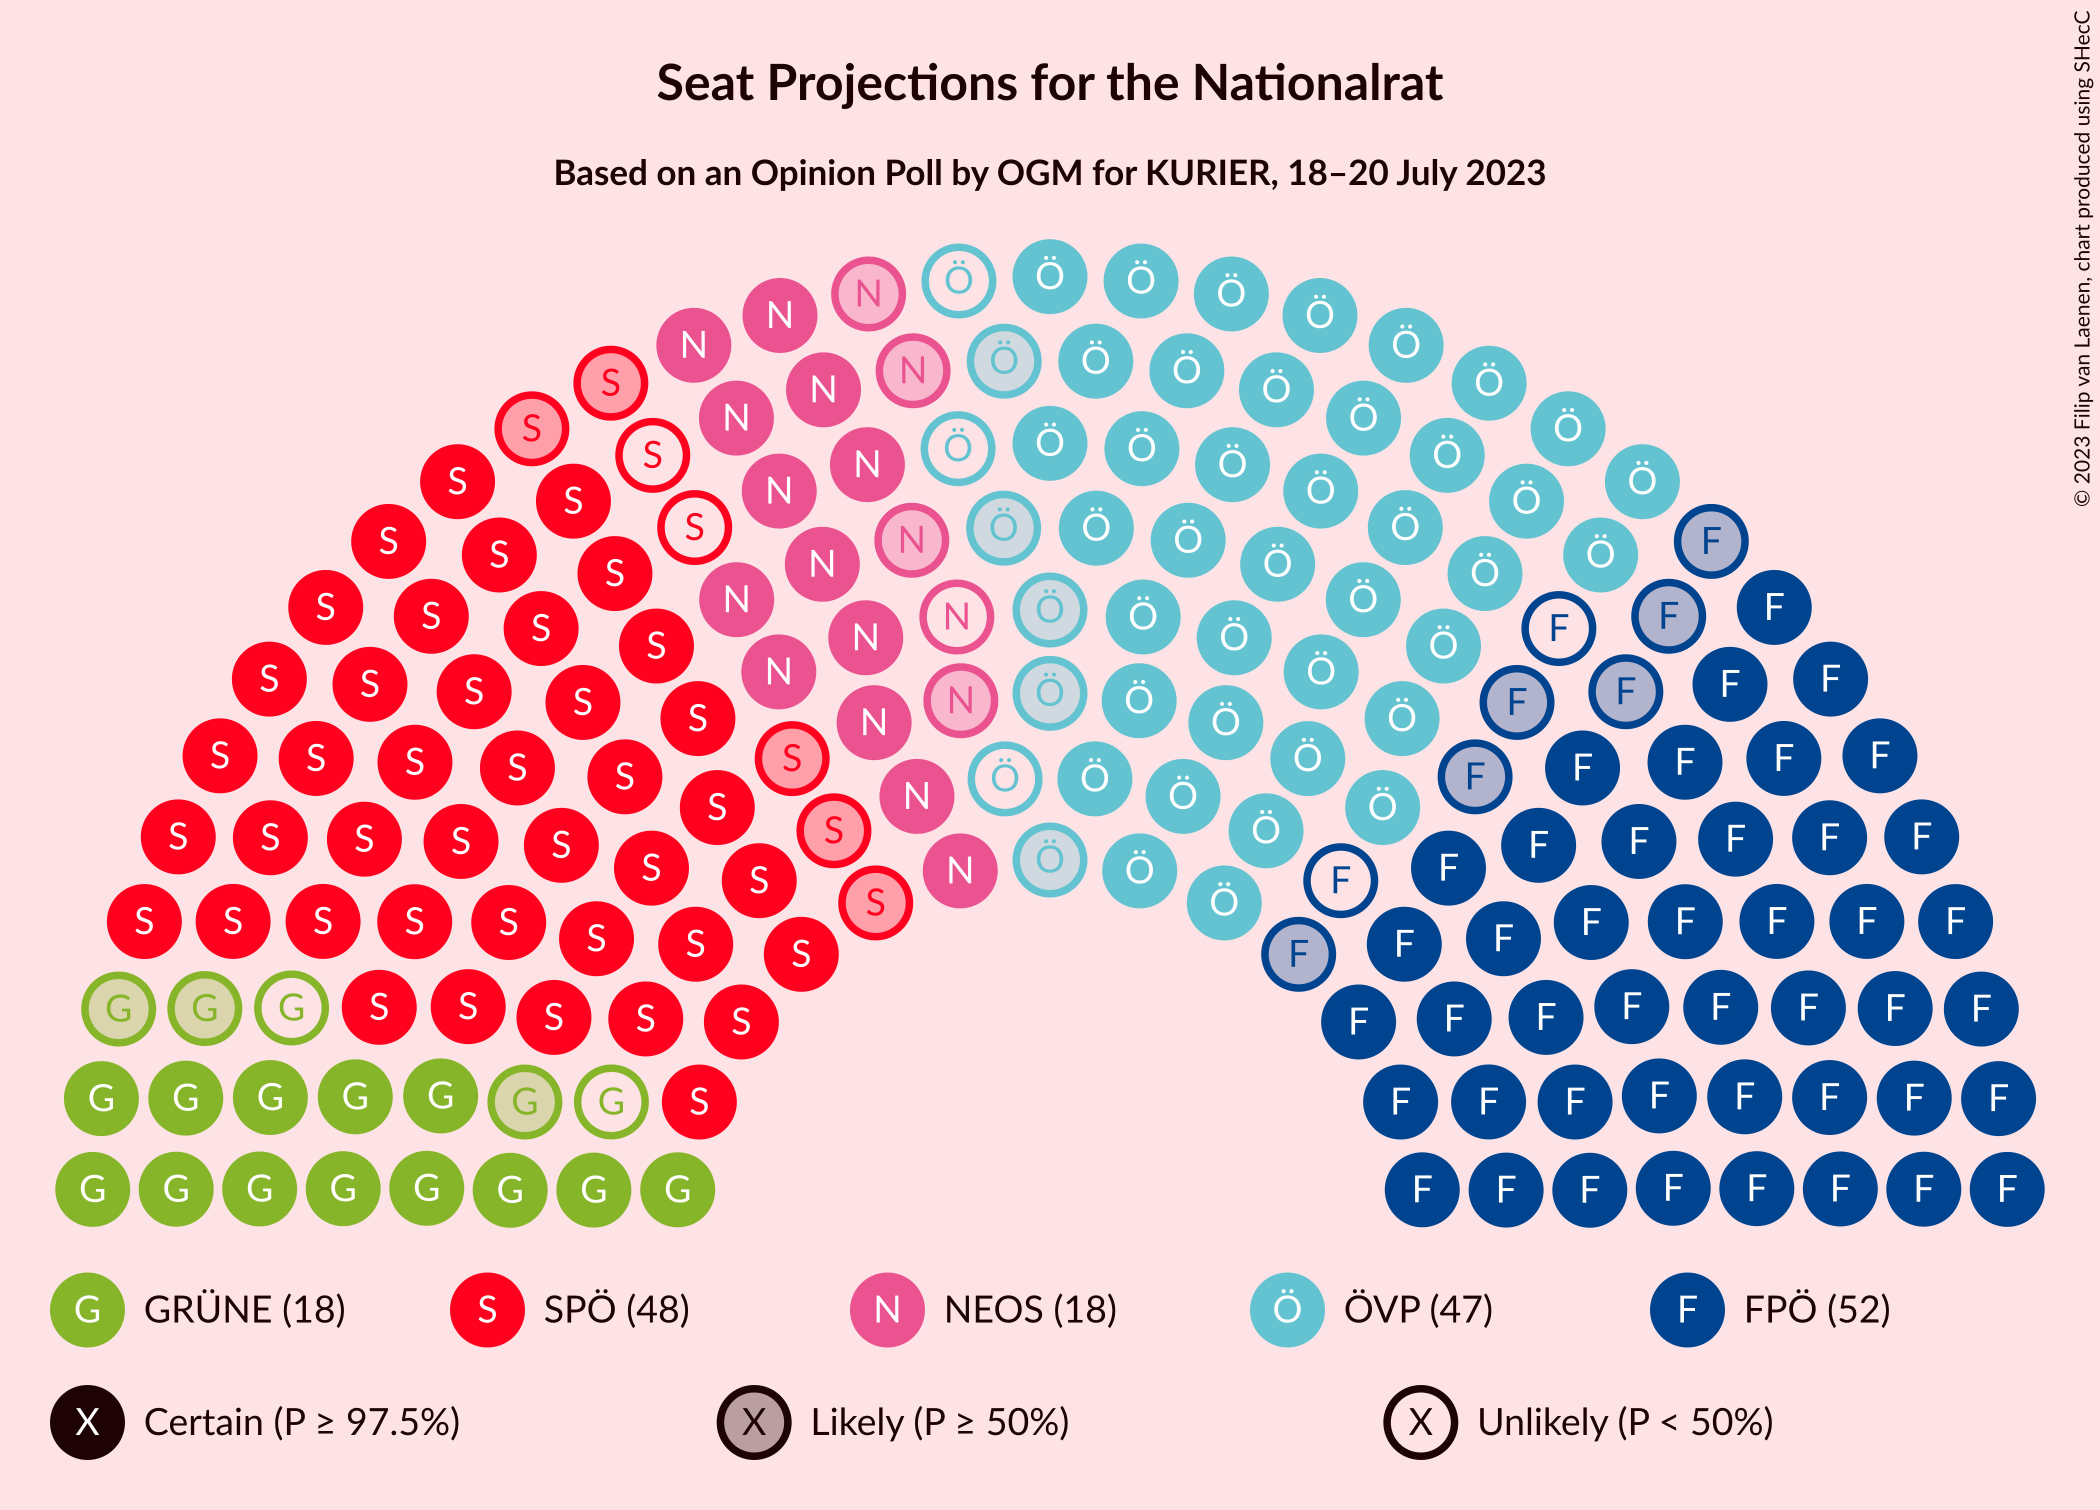 Seat Projections for the Nationalrat
Based on an Opinion Poll by OGM for KURIER, 18–20 July 2023
© 2023 Filip van Laenen, chart produced using SHecC
Ö Ö Ö Ö Ö Ö Ö Ö Ö
N N N
S S S S S S S S S S
F F F F F F F F F F
G G G G G G G G
G GRÜNE (18) S SPÖ (48) N NEOS (18) Ö ÖVP (47) F FPÖ (52)
X Certain (P ≥ 97.5%) X Likely (P ≥ 50%) X Unlikely (P < 50%)